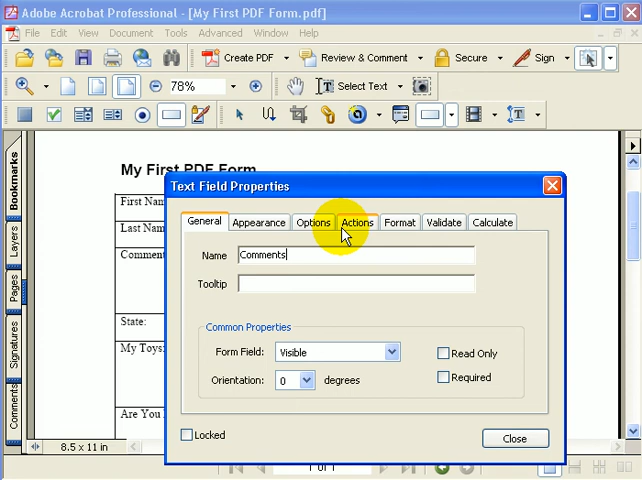 Adobe Acrobat Professional - [My First PDF Form.pdf]
File Edit View Document Tools Advanced Window Help
Create PDF Review & Comment Secure Sign
78% Select Text
Bookmarks
Layers
Pages
Signatures
Comments
My First PDF Form
First Nam
Last Nam
Comment
State:
My Toys:
Are You
Text Field Properties
General Appearance Options Actions Format Validate Calculate
Name Comments
Tooltip
Common Properties
Form Field: Visible Read Only
Orientation: 0 degrees Required
Locked Close
8.5 x 11 in
1 of 1